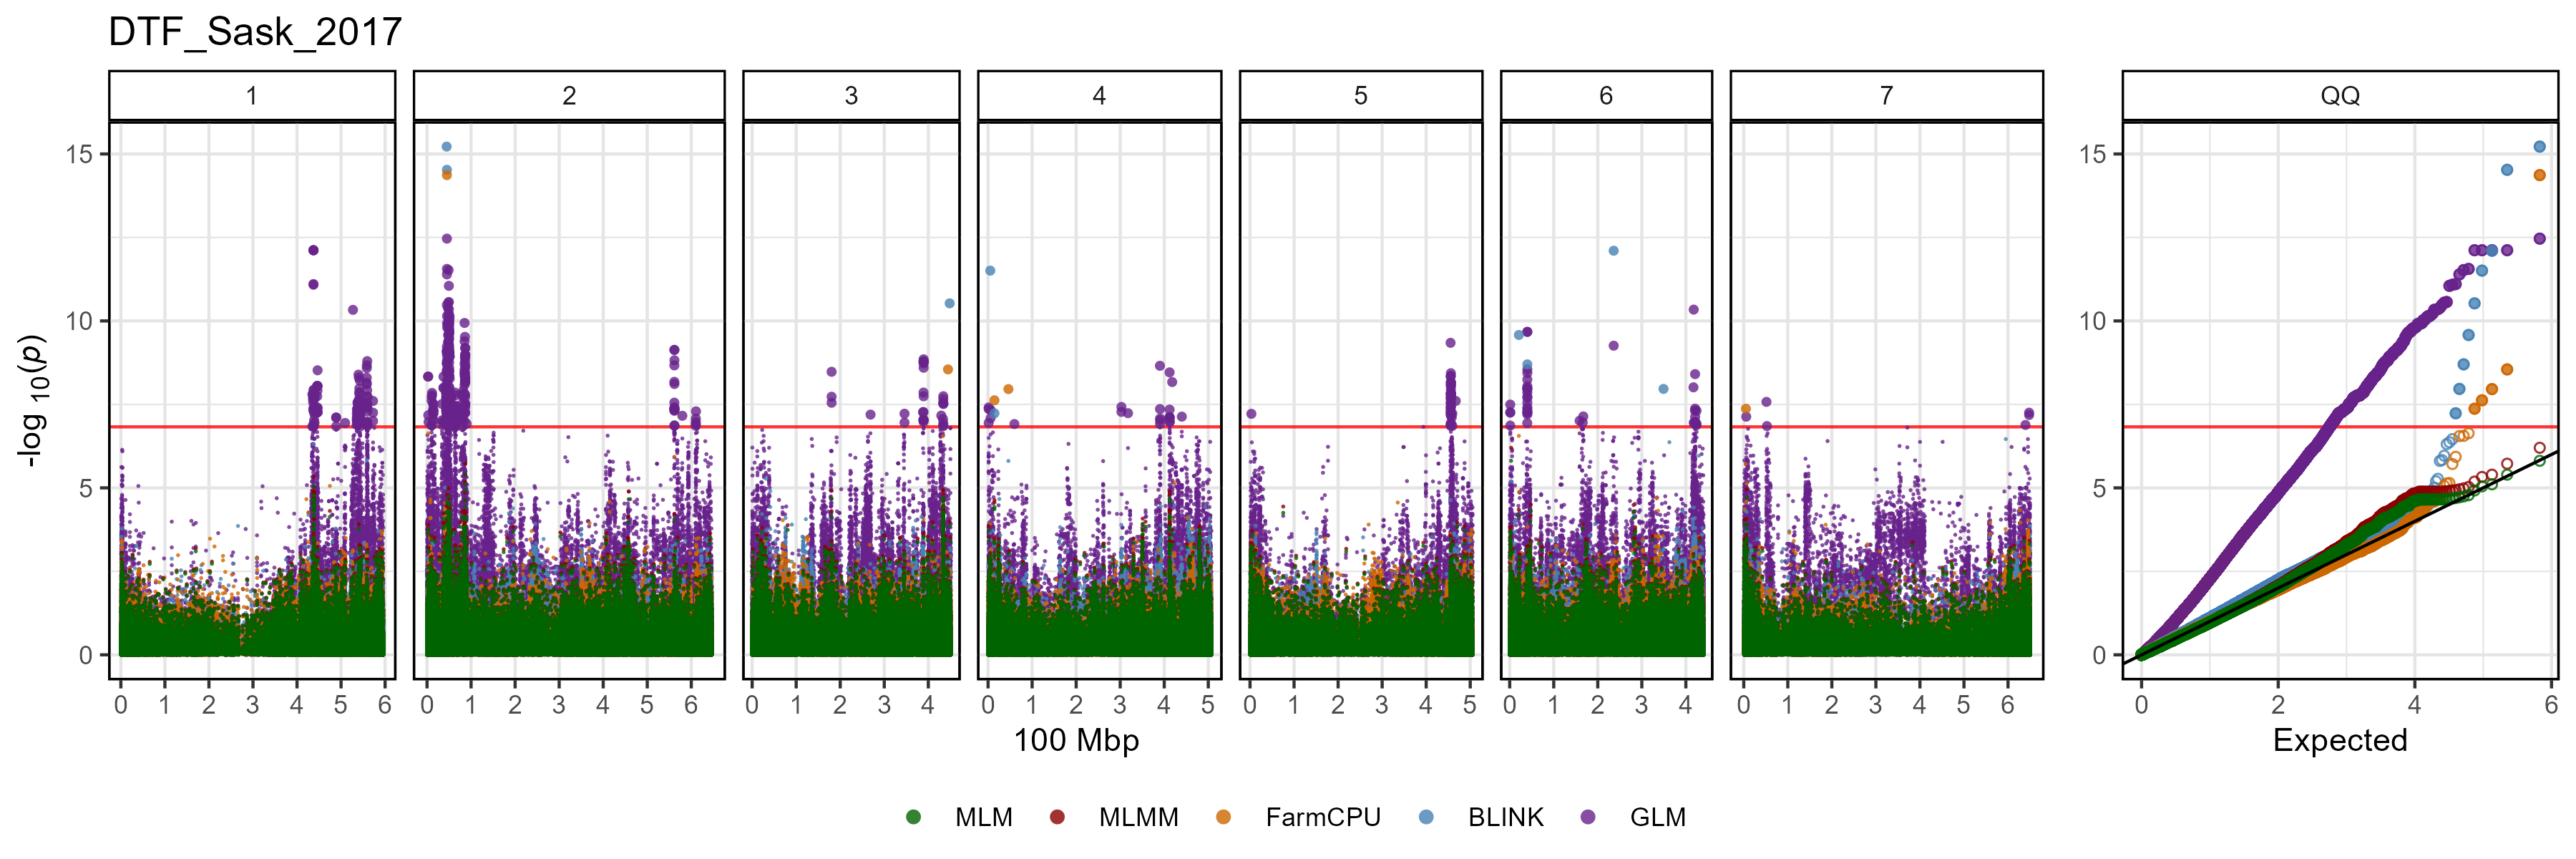 DTF_Sask_2017
1 2 3 4 5 6 7 QQ
15 15
10 10
5 5
0 0
-log 10(p)
0 1 2 3 4 5 6 0 1 2 3 4 5 6 0 1 2 3 4 0 1 2 3 4 5 0 1 2 3 4 5 0 1 2 3 4 0 1 2 3 4 5 6 0 2 4 6
100 Mbp Expected
MLM MLMM FarmCPU BLINK GLM